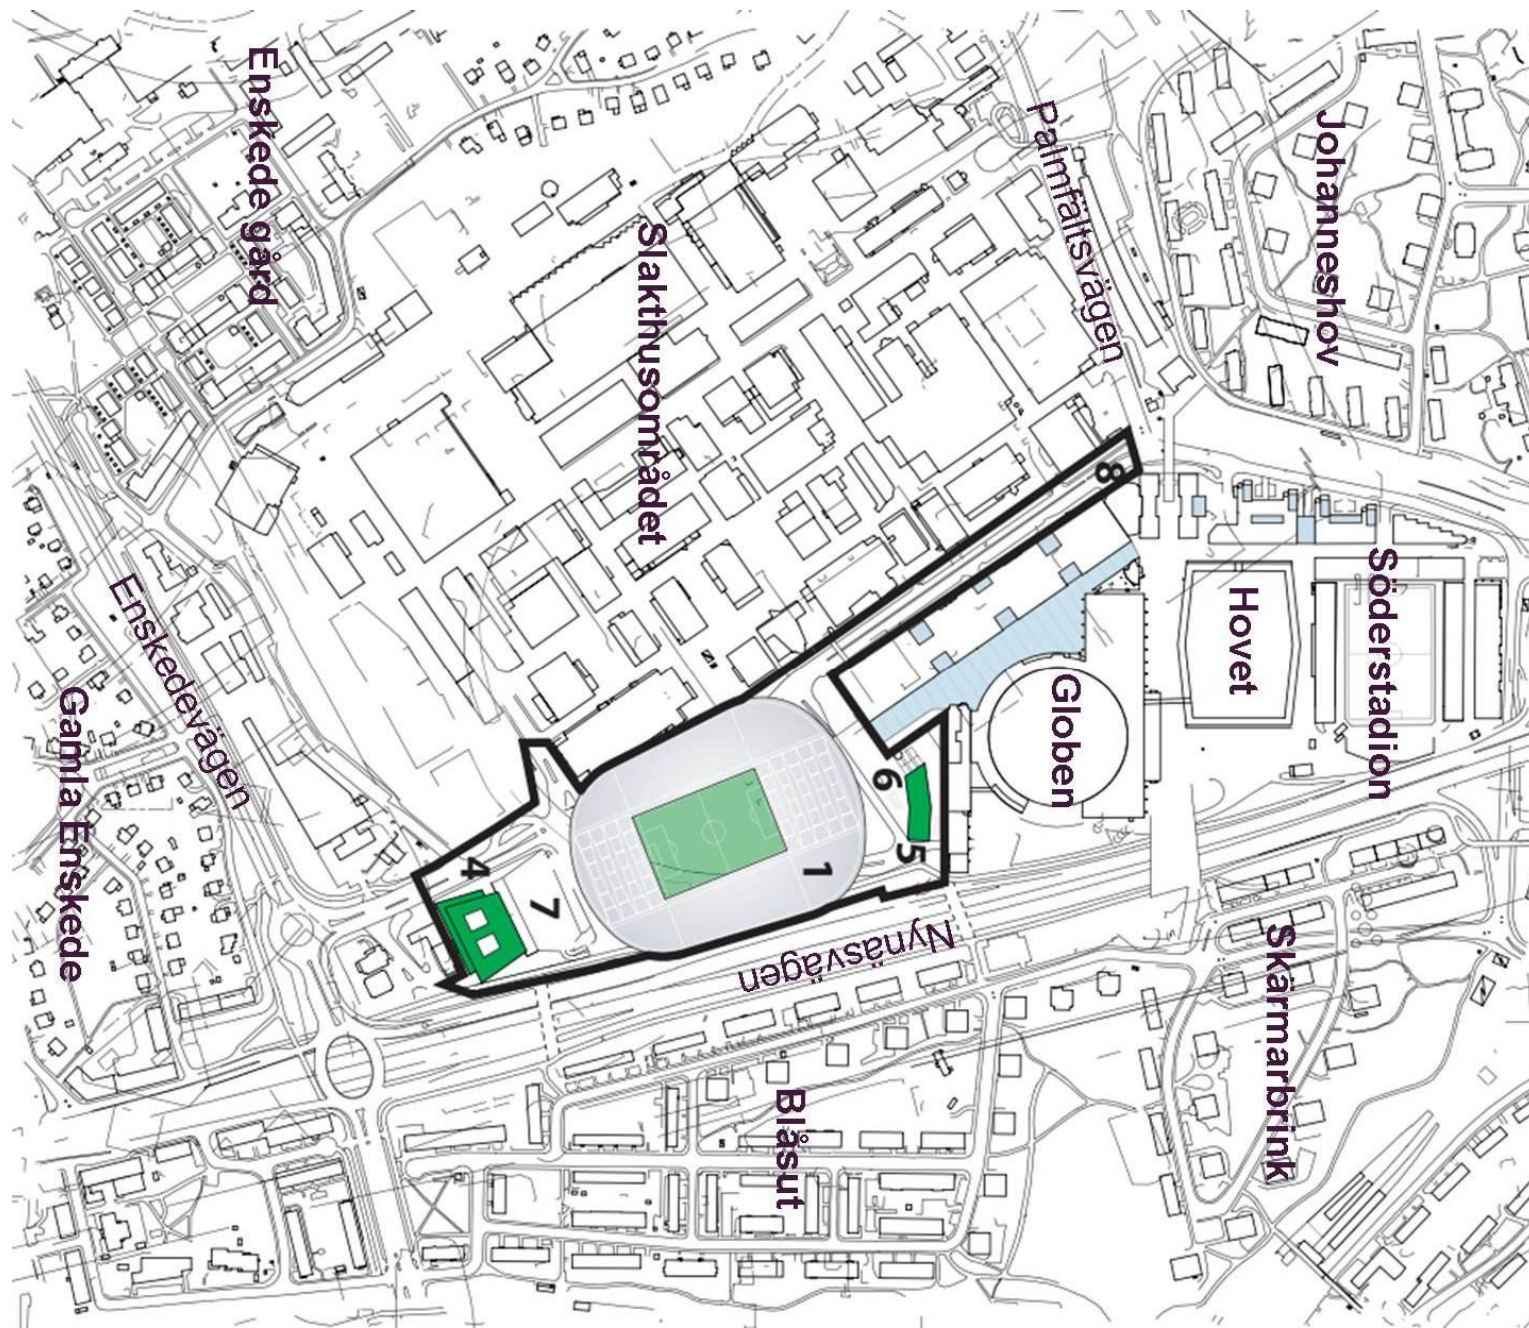 Johanneshov
Söderstadion
Skärmarbrink
Hovet
Palmfältsvägen
8
Globen
6
5
Nynäsvägen
1
Blåsut
Slakthusområdet
7
4
Enskede gård
Enskedevägen
Gamla Enskede